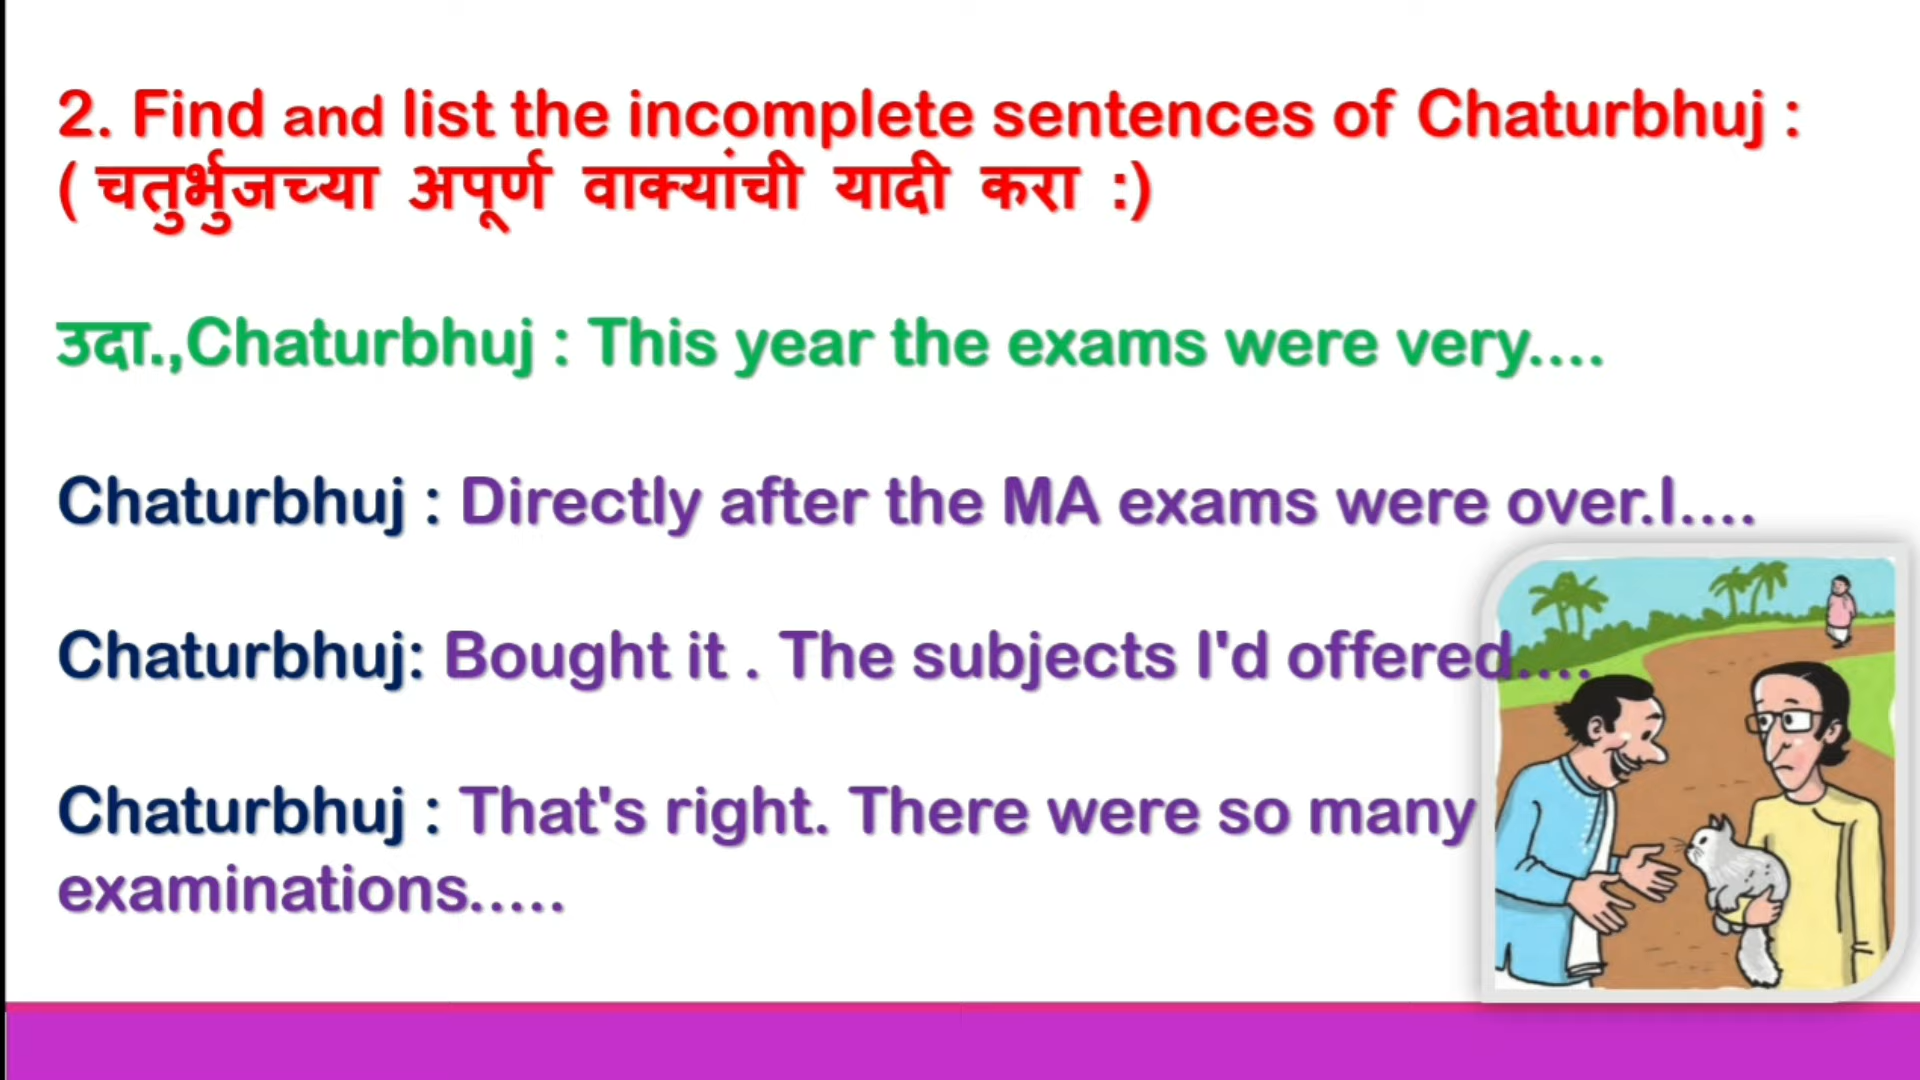 2. Find and list the incomplete sentences of Chaturbhuj :
( चतुर्भुजच्या अपूर्ण वाक्यांची यादी करा :)
उदा.,Chaturbhuj : This year the exams were very....
Chaturbhuj : Directly after the MA exams were over.I....
Chaturbhuj: Bought it . The subjects I'd offered....
Chaturbhuj : That's right. There were so many
examinations.....